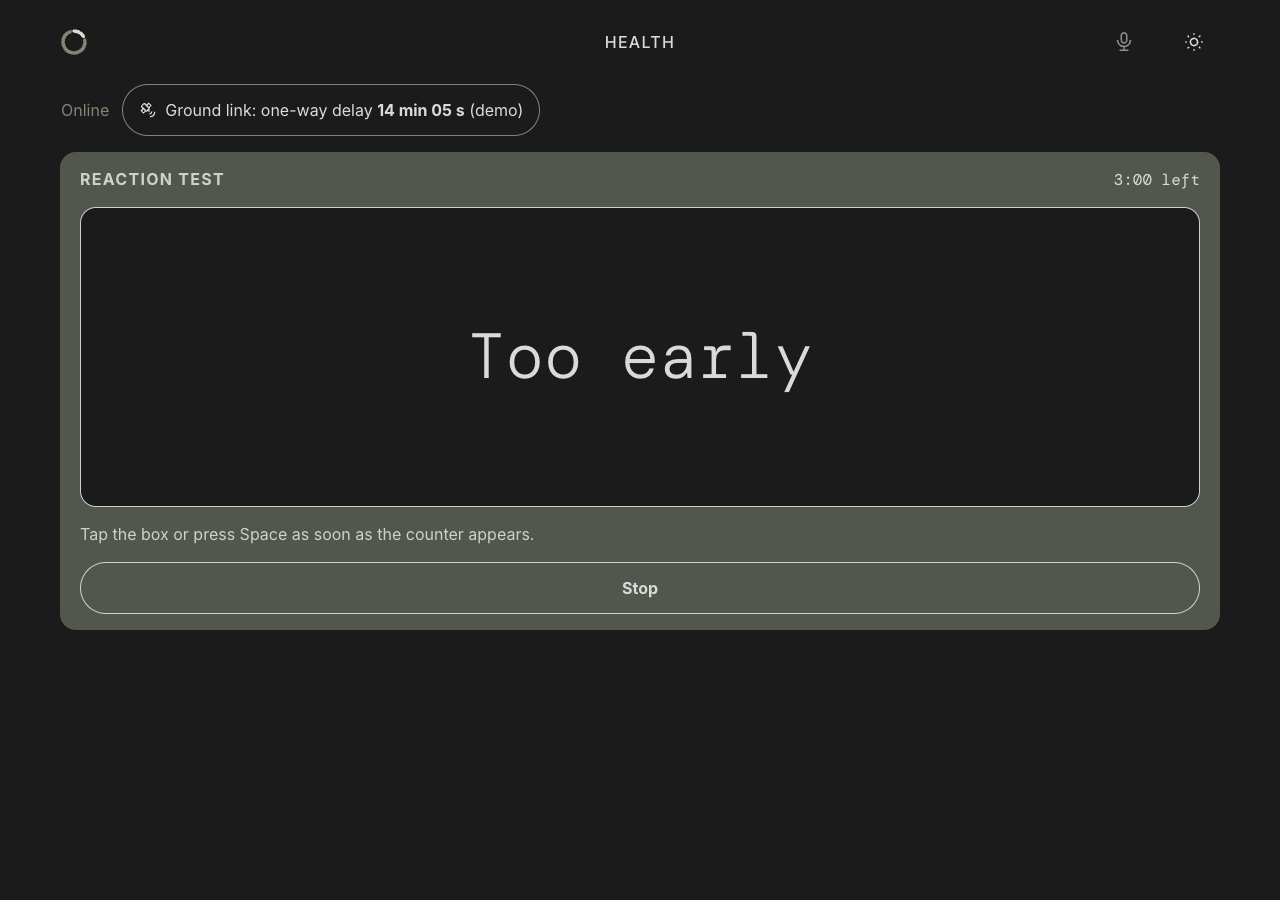 HEALTH
Online
Ground link: one-way delay 14 min 05 s (demo)
REACTION TEST
3:00 left
Too early
Tap the box or press Space as soon as the counter appears.
Stop